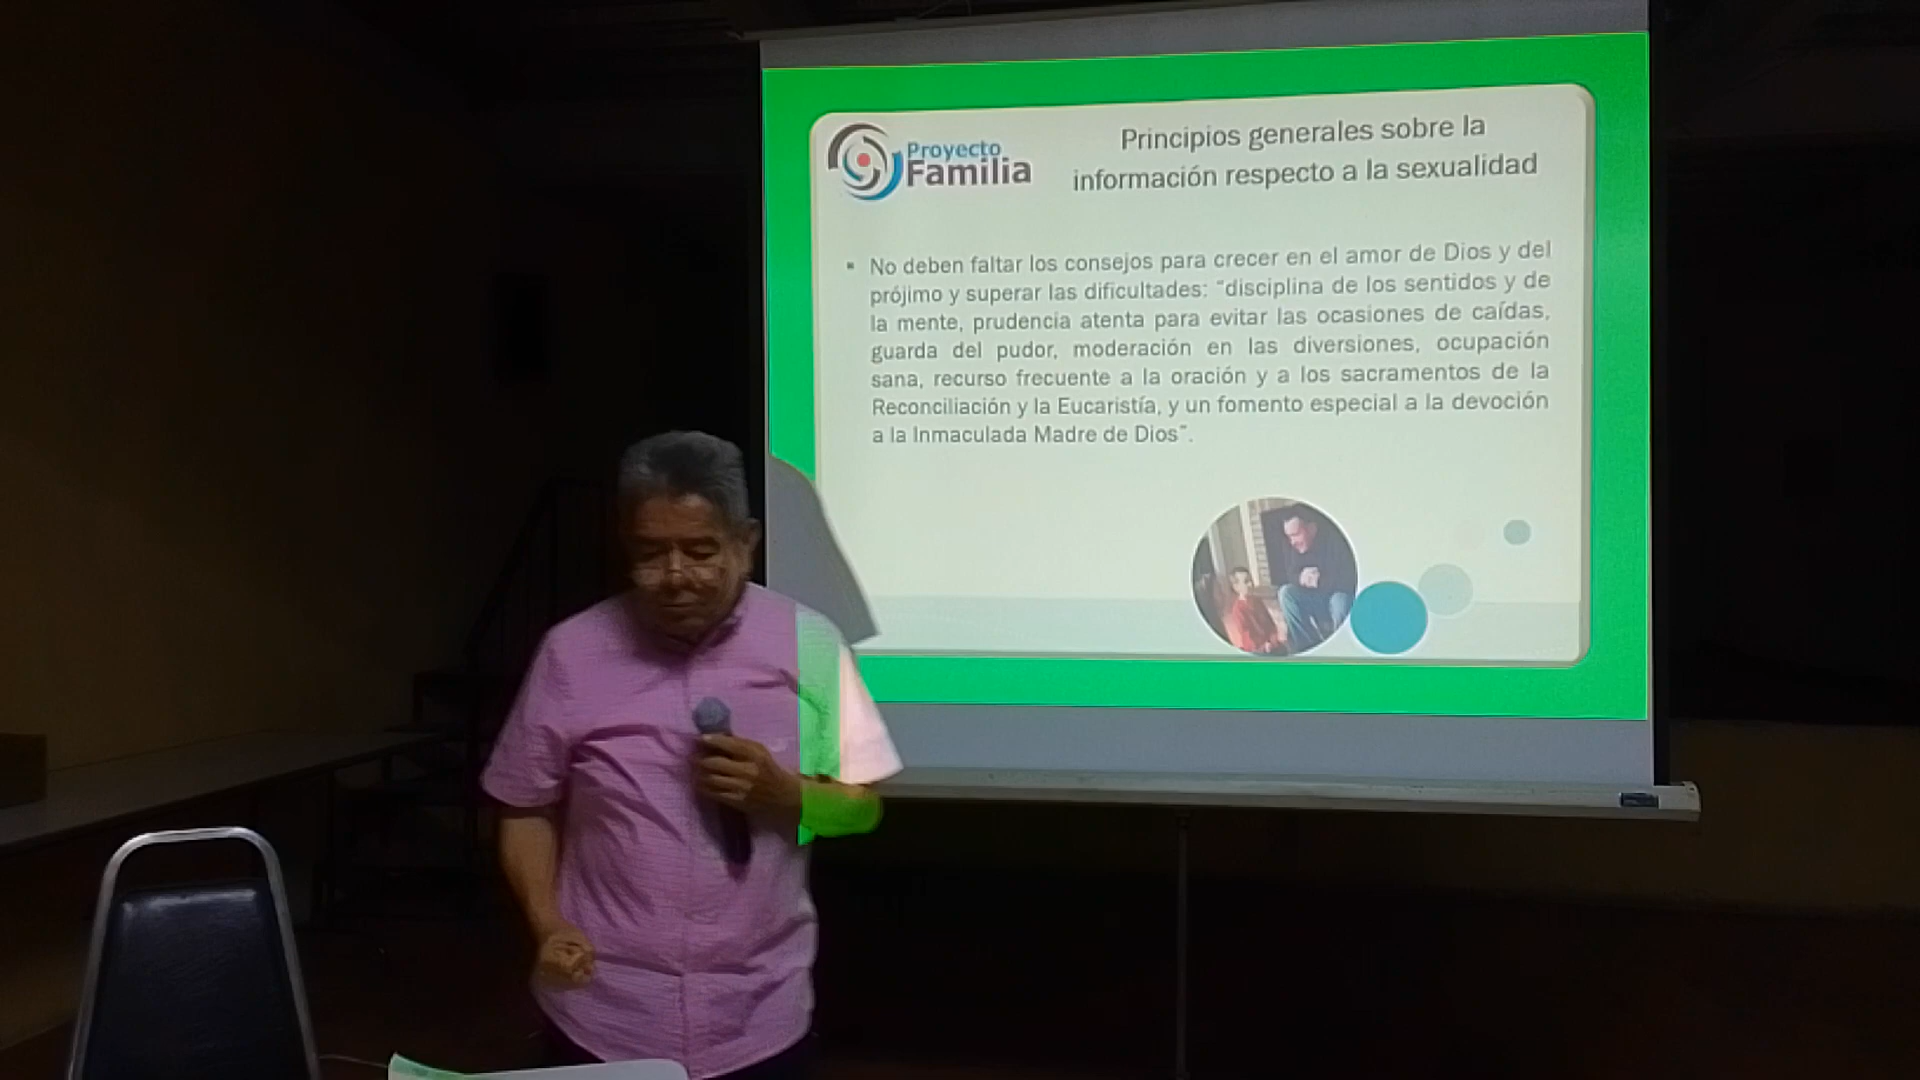 Proyecto
Familia
Principios generales sobre la
información respecto a la sexualidad
▪ No deben faltar los consejos para crecer en el amor de Dios y del
prójimo y superar las dificultades: “disciplina de los sentidos y de
la mente, prudencia atenta para evitar las ocasiones de caídas,
guarda del pudor, moderación en las diversiones, ocupación
sana, recurso frecuente a la oración y a los sacramentos de la
Reconciliación y la Eucaristía, y un fomento especial a la devoción
a la Inmaculada Madre de Dios”.